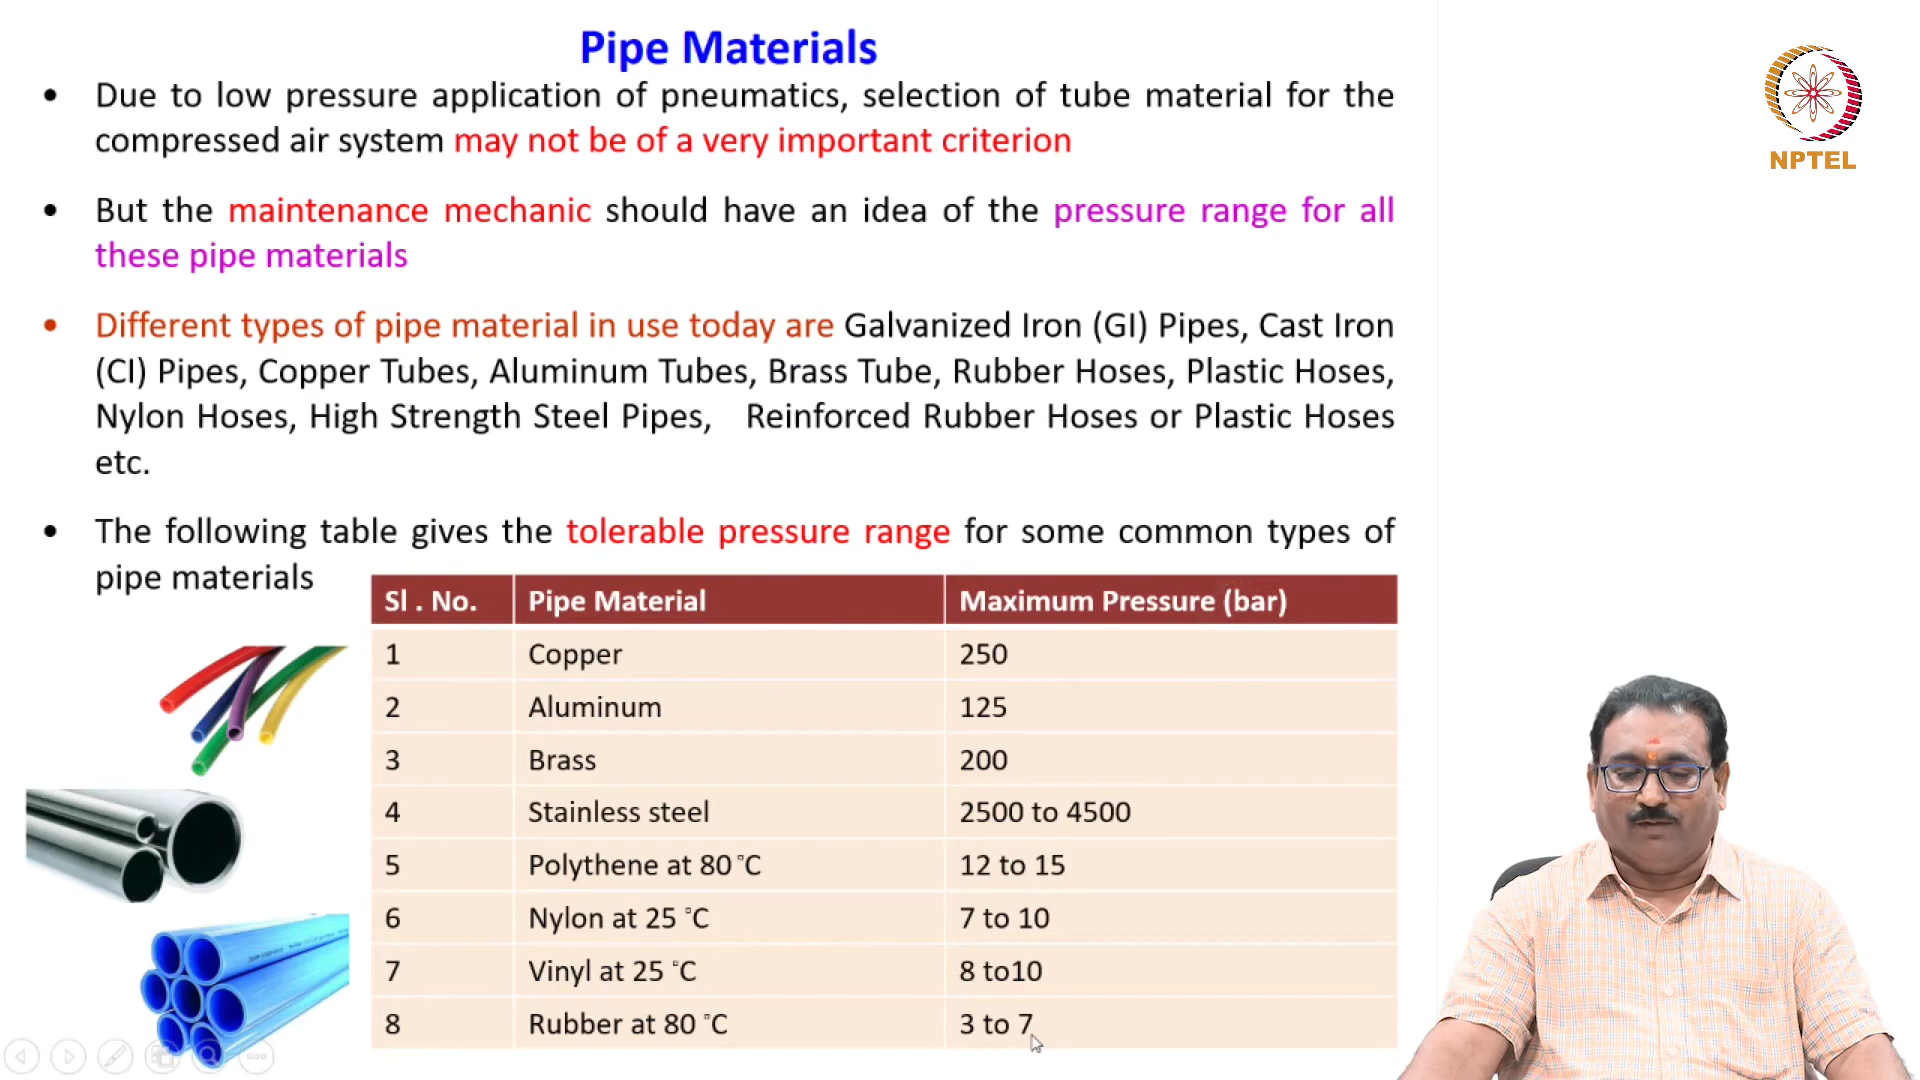 Pipe Materials
• Due to low pressure application of pneumatics, selection of tube material for the
compressed air system may not be of a very important criterion
• But the maintenance mechanic should have an idea of the pressure range for all
these pipe materials
• Different types of pipe material in use today are Galvanized Iron (GI) Pipes, Cast Iron
(CI) Pipes, Copper Tubes, Aluminum Tubes, Brass Tube, Rubber Hoses, Plastic Hoses,
Nylon Hoses, High Strength Steel Pipes, Reinforced Rubber Hoses or Plastic Hoses
etc.
• The following table gives the tolerable pressure range for some common types of
pipe materials
Sl . No. Pipe Material Maximum Pressure (bar)
1 Copper 250
2 Aluminum 125
3 Brass 200
4 Stainless steel 2500 to 4500
5 Polythene at 80 °C 12 to 15
6 Nylon at 25 °C 7 to 10
7 Vinyl at 25 °C 8 to10
8 Rubber at 80 °C 3 to 7
NPTEL